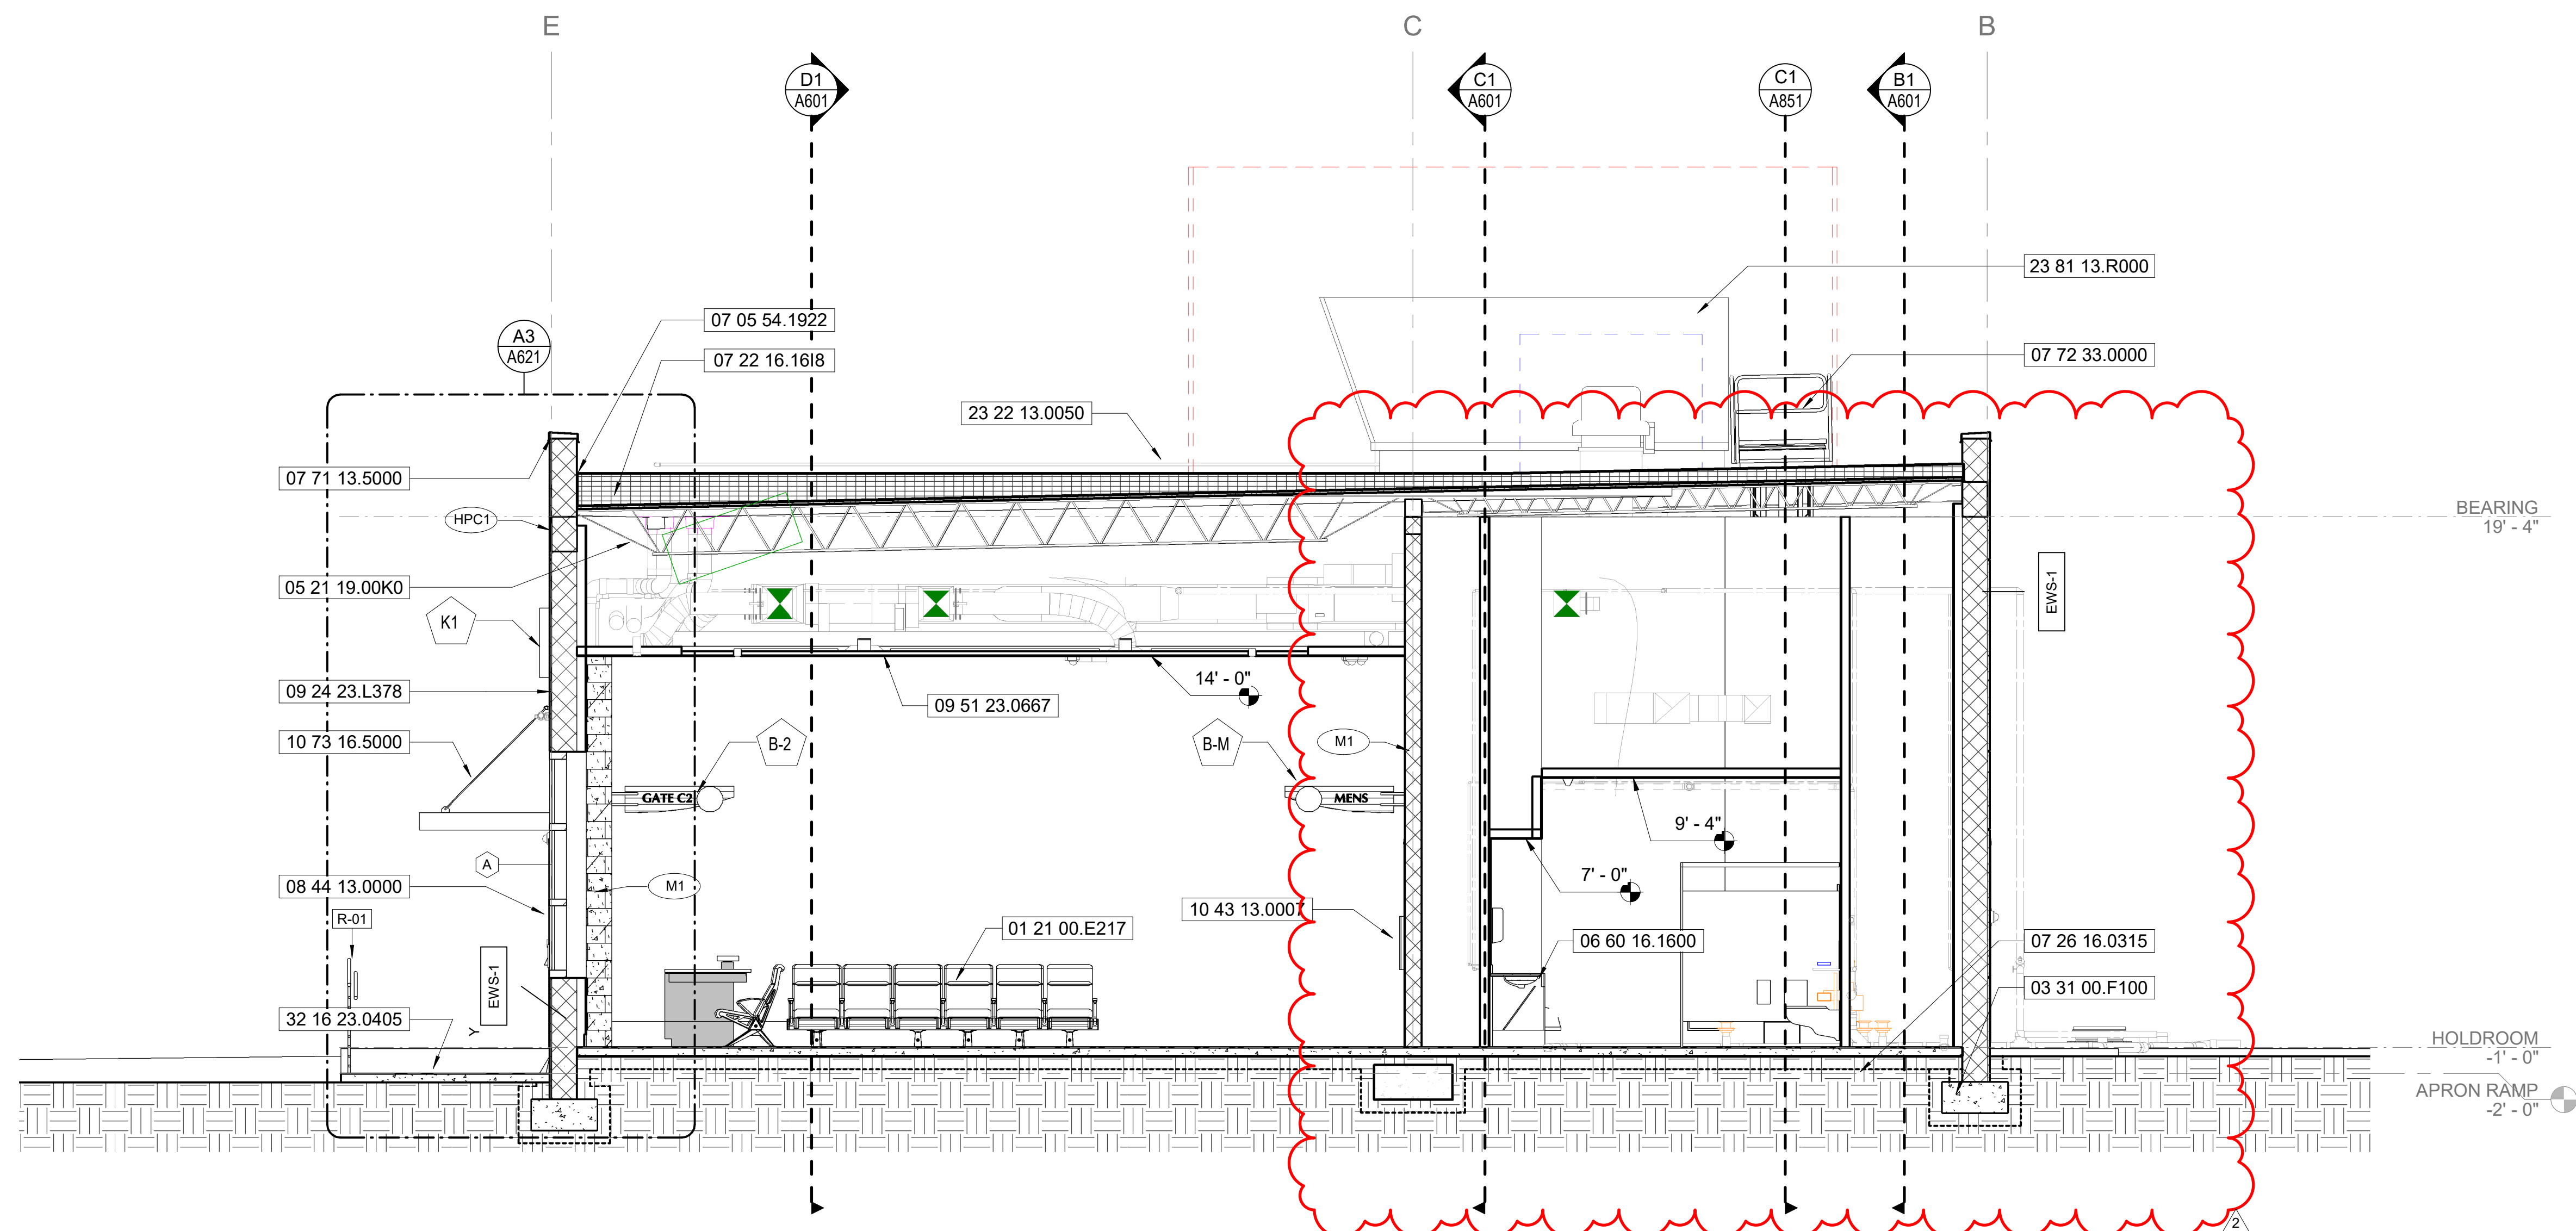 E
C
B
D1
A601
C1
A601
C1
A851
B1
A601
23 81 13.R000
07 05 54.1922
A3
A621
07 22 16.16I8
07 72 33.0000
23 22 13.0050
07 71 13.5000
HPC1
BEARING
19' - 4"
05 21 19.00K0
EWS-1
K1
14' - 0"
09 24 23.L378
09 51 23.0667
10 73 16.5000
B-2
B-M
M1
GATE C2
MENS
9' - 4"
A
7' - 0"
08 44 13.0000
M1
R-01
10 43 13.0007
01 21 00.E217
06 60 16.1600
07 26 16.0315
EWS-1
03 31 00.F100
32 16 23.0405
Y
HOLDROOM
-1' - 0"
APRON RAMP
-2' - 0"
2